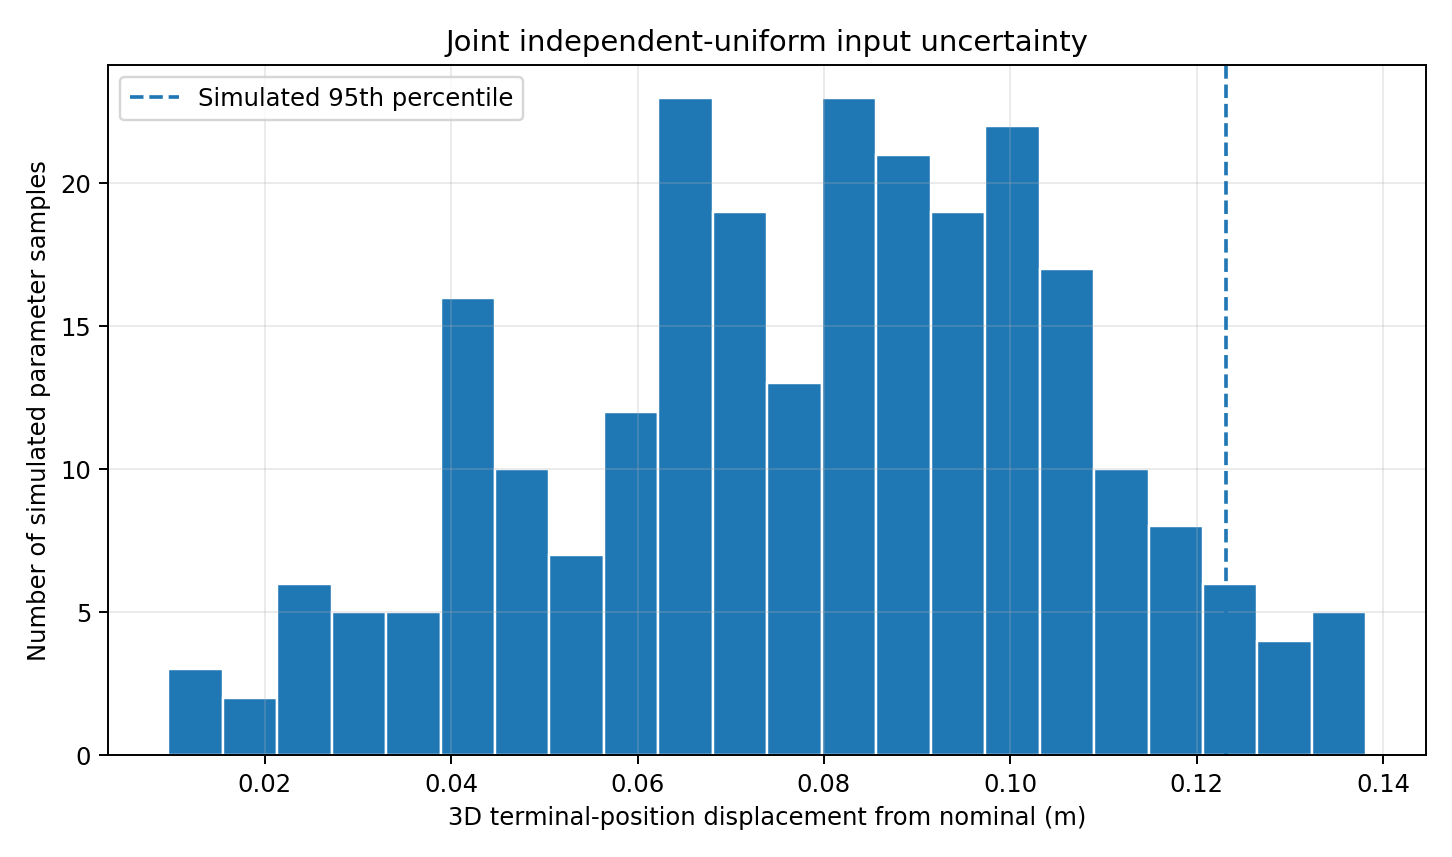 Joint independent-uniform input uncertainty
Simulated 95th percentile
Number of simulated parameter samples
20
15
10
5
0
0.02 0.04 0.06 0.08 0.10 0.12 0.14
3D terminal-position displacement from nominal (m)